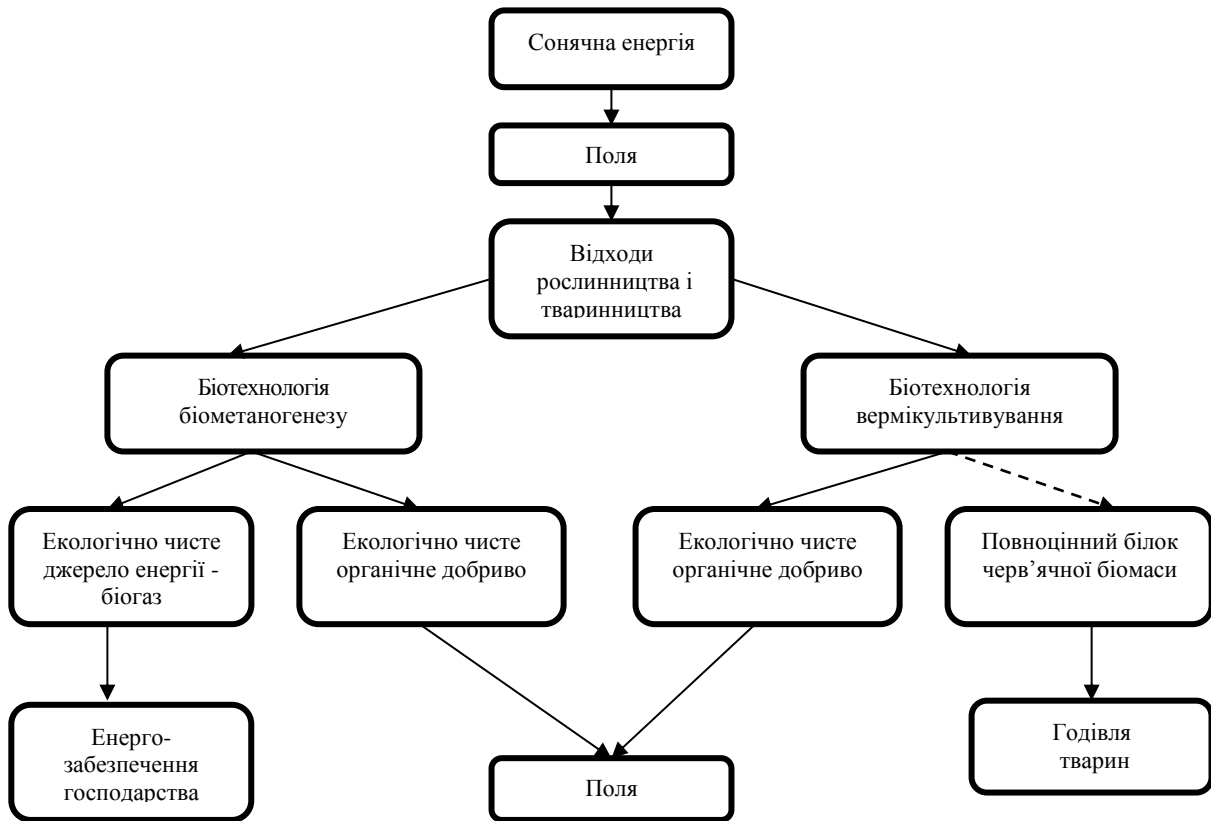 Сонячна енергія
Поля
Відходи
рослинництва і
тваринництва
Біотехнологія
біометаногенезу
Біотехнологія
вермікультивування
Екологічно чисте
джерело енергії -
біогаз
Екологічно чисте
органічне добриво
Екологічно чисте
органічне добриво
Повноцінний білок
черв’ячної біомаси
Енерго-
забезпечення
господарства
Поля
Годівля
тварин